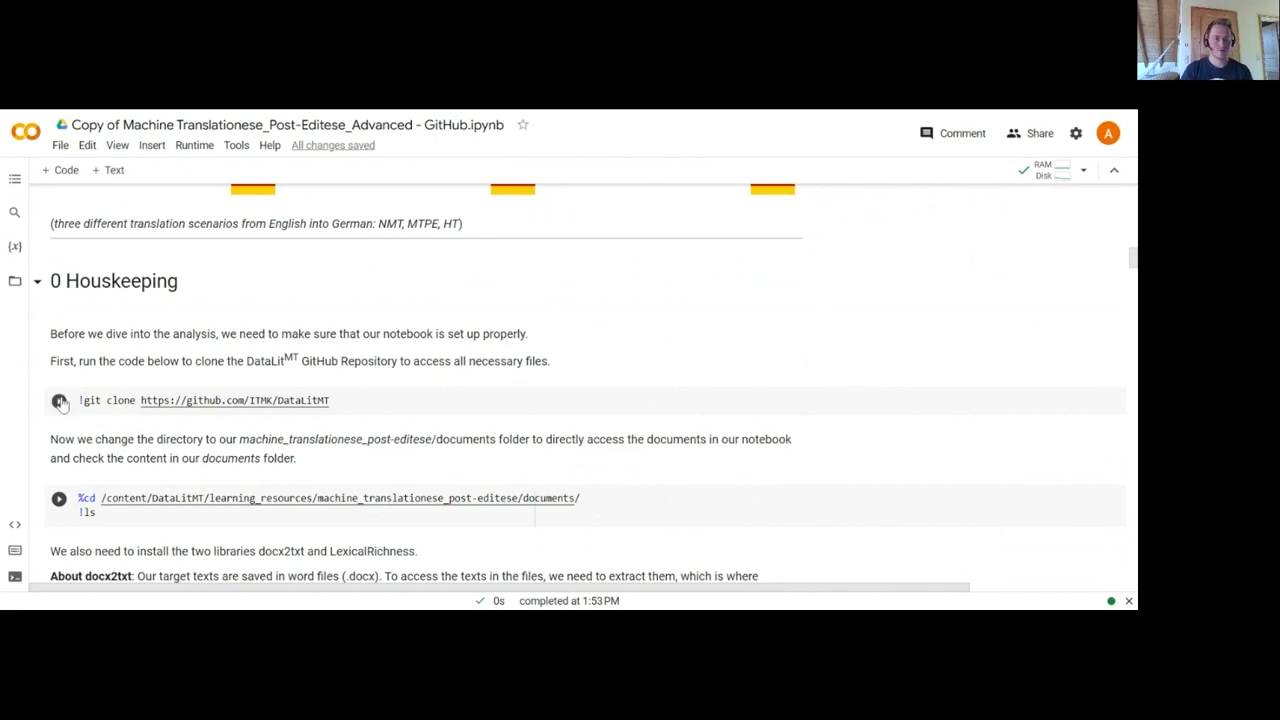 Copy of Machine Translationese_Post-Editese_Advanced - GitHub.ipynb
File Edit View Insert Runtime Tools Help All changes saved
Comment Share A
+ Code + Text
RAM
Disk
(three different translation scenarios from English into German: NMT, MTPE, HT)
0 Houskeeping
Before we dive into the analysis, we need to make sure that our notebook is set up properly.
First, run the code below to clone the DataLitMT GitHub Repository to access all necessary files.
!git clone https://github.com/ITMK/DataLitMT
Now we change the directory to our machine_translationese_post-editese/documents folder to directly access the documents in our notebook
and check the content in our documents folder.
%cd /content/DataLitMT/learning_resources/machine_translationese_post-editese/documents/
!ls
We also need to install the two libraries docx2txt and LexicalRichness.
About docx2txt: Our target texts are saved in word files (.docx). To access the texts in the files, we need to extract them, which is where
0s completed at 1:53 PM